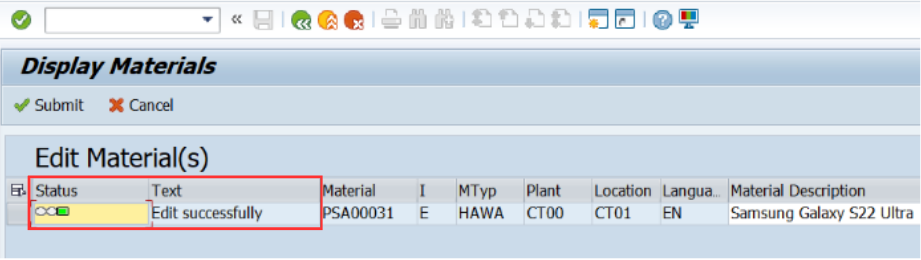 Display Materials
Submit Cancel
Edit Material(s)
Status Text Material I MTyp Plant Location Langua... Material Description
Edit successfully PSA00031 E HAWA CT00 CT01 EN Samsung Galaxy S22 Ultra